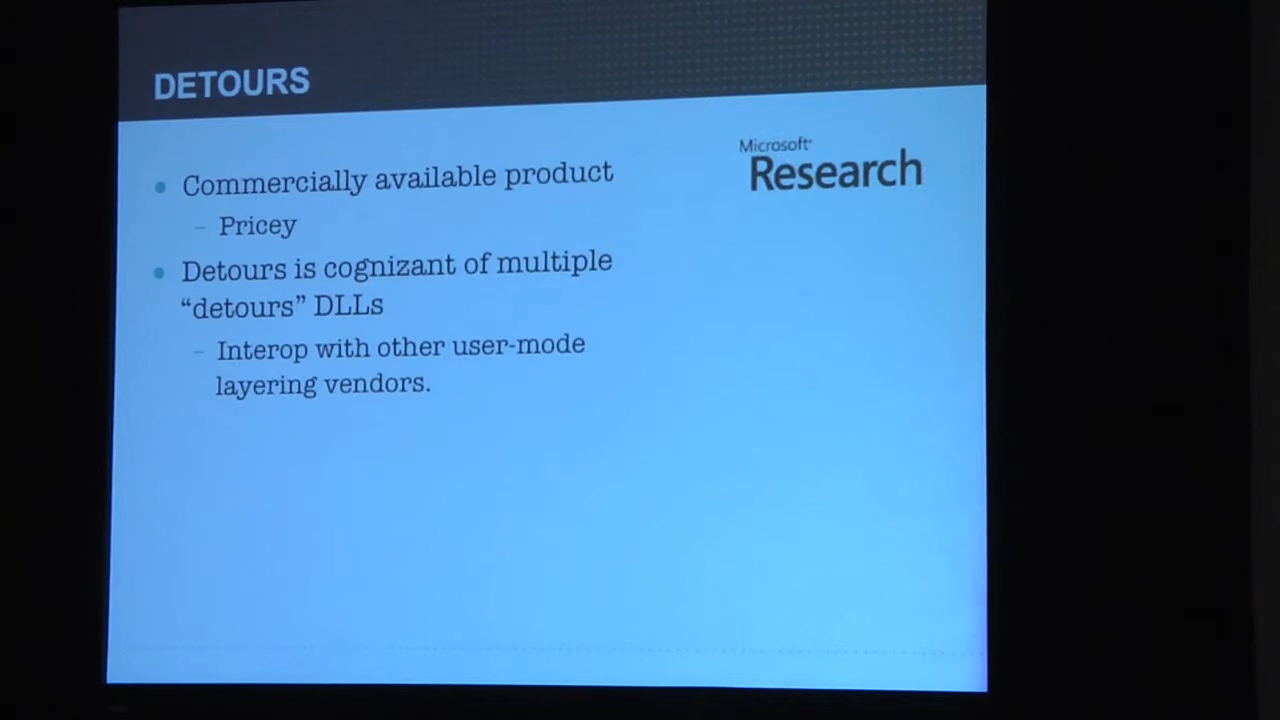 DETOURS
Microsoft
Research
• Commercially available product
– Pricey
• Detours is cognizant of multiple
“detours” DLLs
– Interop with other user-mode
layering vendors.